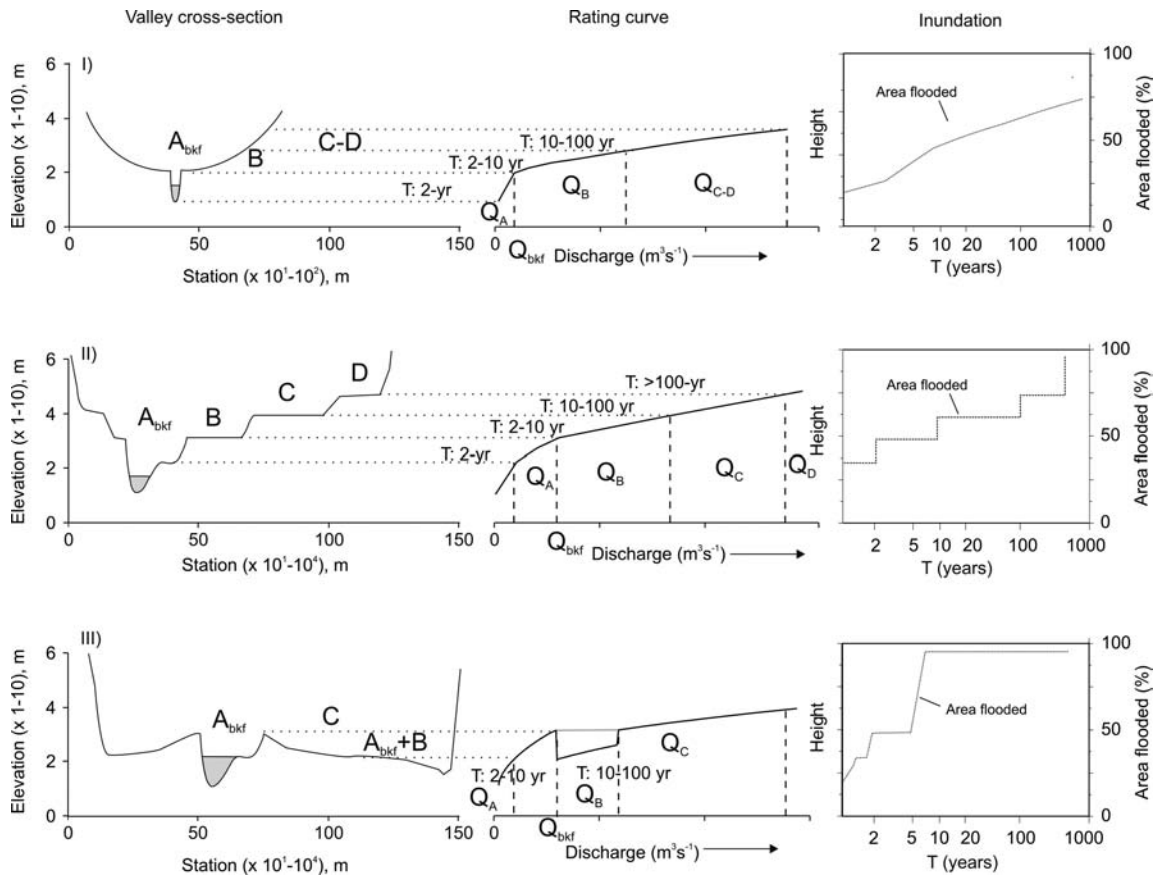 Valley cross-section
Rating curve
Inundation
I)
Elevation (x 1-10), m
6
4
2
0
A_bkf
B
C-D
T: 10-100 yr
T: 2-10 yr
T: 2-yr
0 50 100 150
Station (x 10¹-10²), m
Q_A
Q_B
Q_C-D
0
Q_bkf
Discharge (m³s⁻¹)
Height
Area flooded
100
50
0
Area flooded (%)
2 5 10 20 100 1000
T (years)
II)
Elevation (x 1-10), m
6
4
2
0
A_bkf
B
C
D
T: >100-yr
T: 10-100 yr
T: 2-10 yr
T: 2-yr
0 50 100 150
Station (x 10¹-10⁴), m
Q_A
Q_B
Q_C
Q_D
0
Q_bkf
Discharge (m³s⁻¹)
Height
Area flooded
100
50
0
Area flooded (%)
2 5 10 20 100 1000
T (years)
III)
Elevation (x 1-10), m
6
4
2
0
A_bkf
C
A_bkf+B
T: 2-10 yr
T: 10-100 yr
0 50 100 150
Station (x 10¹-10⁴), m
Q_A
Q_B
Q_C
0
Q_bkf
Discharge (m³s⁻¹)
Height
Area flooded
100
50
0
Area flooded (%)
2 5 10 20 100 1000
T (years)